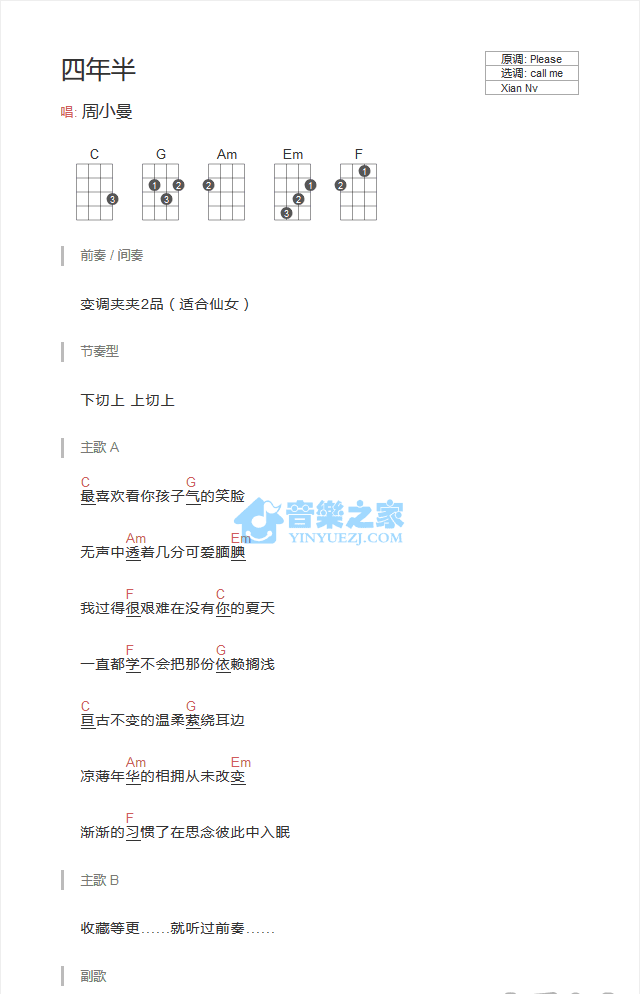 四年半
原调: Please
选调: call me
Xian Nv
唱: 周小曼
C G Am Em F
3 1 2 3 2 1 2 3 1 2
前奏 / 间奏
变调夹夹2品（适合仙女）
节奏型
下切上 上切上
主歌 A
C G
最喜欢看你孩子气的笑脸
音樂之家
YINYUEZJ.COM
Am Em
无声中透着几分可爱腼腆
F C
我过得很艰难在没有你的夏天
F G
一直都学不会把那份依赖搁浅
C G
亘古不变的温柔萦绕耳边
Am Em
凉薄年华的相拥从未改变
F
渐渐的习惯了在思念彼此中入眠
主歌 B
收藏等更……就听过前奏……
副歌